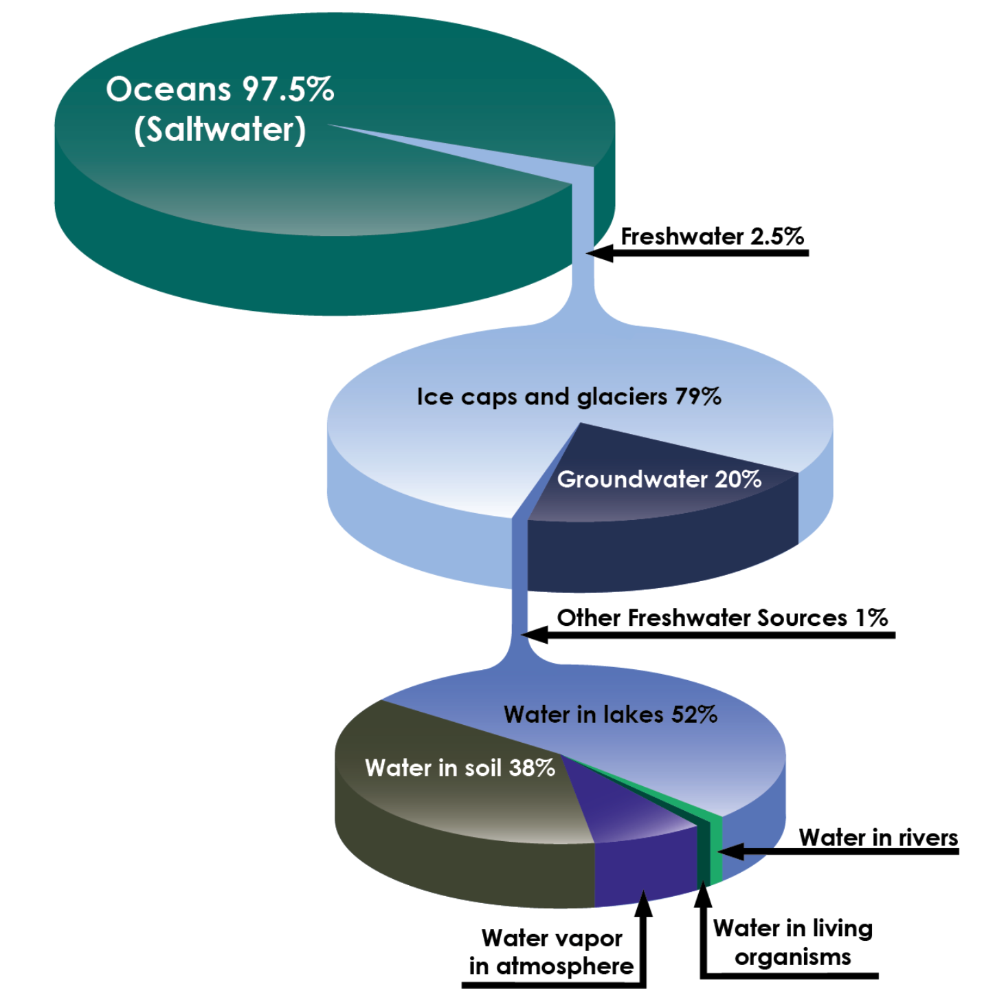 Oceans 97.5%
(Saltwater)
Freshwater 2.5%
Ice caps and glaciers 79%
Groundwater 20%
Other Freshwater Sources 1%
Water in lakes 52%
Water in soil 38%
Water in rivers
Water in living
organisms
Water vapor
in atmosphere